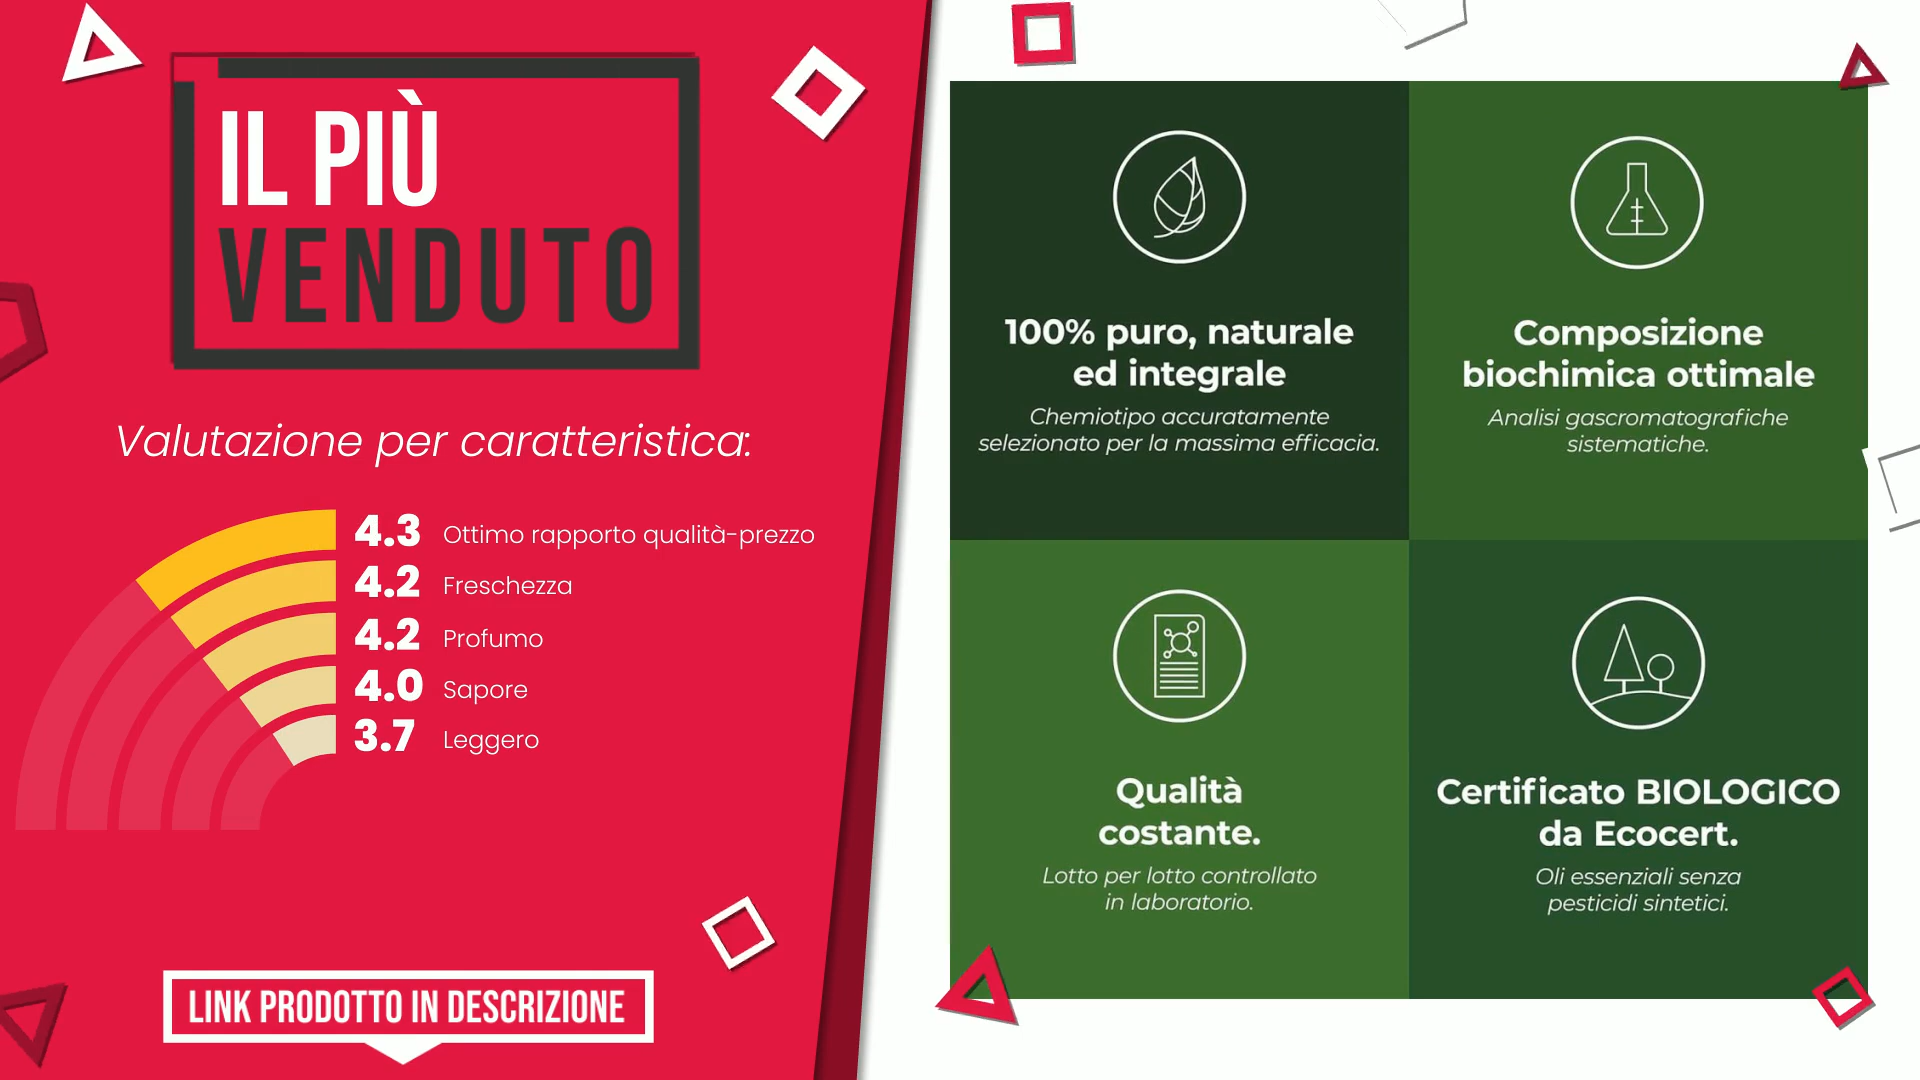 IL PIÙ
VENDUTO
Valutazione per caratteristica:
4.3 Ottimo rapporto qualità-prezzo
4.2 Freschezza
4.2 Profumo
4.0 Sapore
3.7 Leggero
LINK PRODOTTO IN DESCRIZIONE
100% puro, naturale
ed integrale
Chemiotipo accuratamente
selezionato per la massima efficacia.
Composizione
biochimica ottimale
Analisi gascromatografiche
sistematiche.
Qualità
costante.
Lotto per lotto controllato
in laboratorio.
Certificato BIOLOGICO
da Ecocert.
Oli essenziali senza
pesticidi sintetici.